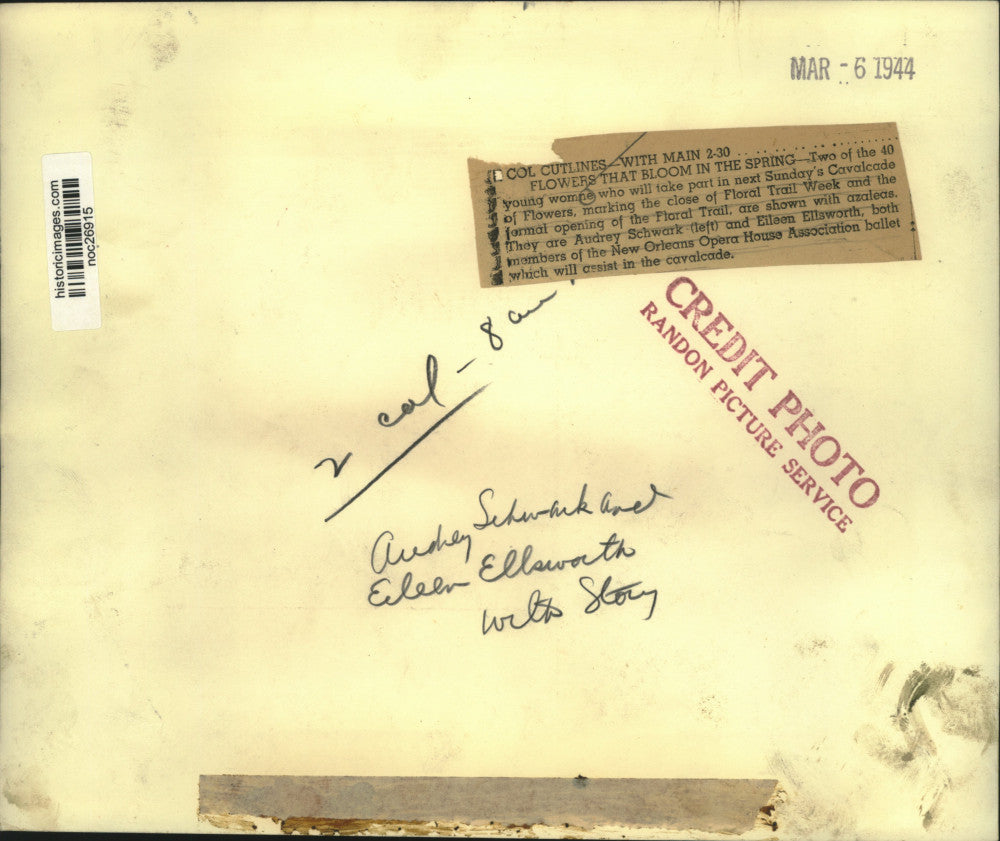 MAR - 6 1944
historicimages.com
noc26915
COL CUTLINES—WITH MAIN 2-30
FLOWERS THAT BLOOM IN THE SPRING—Two of the 40
young womne who will take part in next Sunday's Cavalcade
of Flowers, marking the close of Floral Trail Week and the
formal opening of the Floral Trail, are shown with azaleas.
They are Audrey Schwark (left) and Eileen Ellsworth, both
members of the New Orleans Opera House Association ballet
which will assist in the cavalcade.
CREDIT PHOTO
RANDON PICTURE SERVICE
2 col - 8 am
Audrey Schwark and
Eileen Ellsworth
with Story